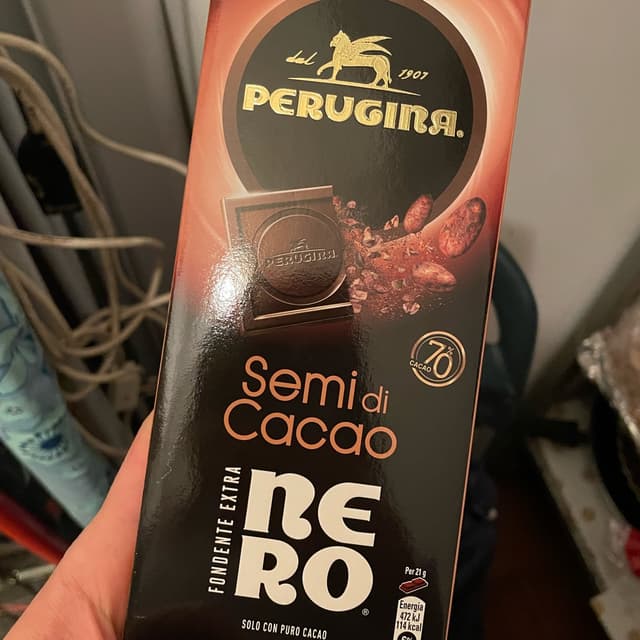 dal 1907
PERUGINA.
PERUGINA
70%
CACAO
Semi di
Cacao
FONDENTE EXTRA
NE
RO®
SOLO CON PURO CACAO
Per 21 g
Energia
472 kJ
114 kcal